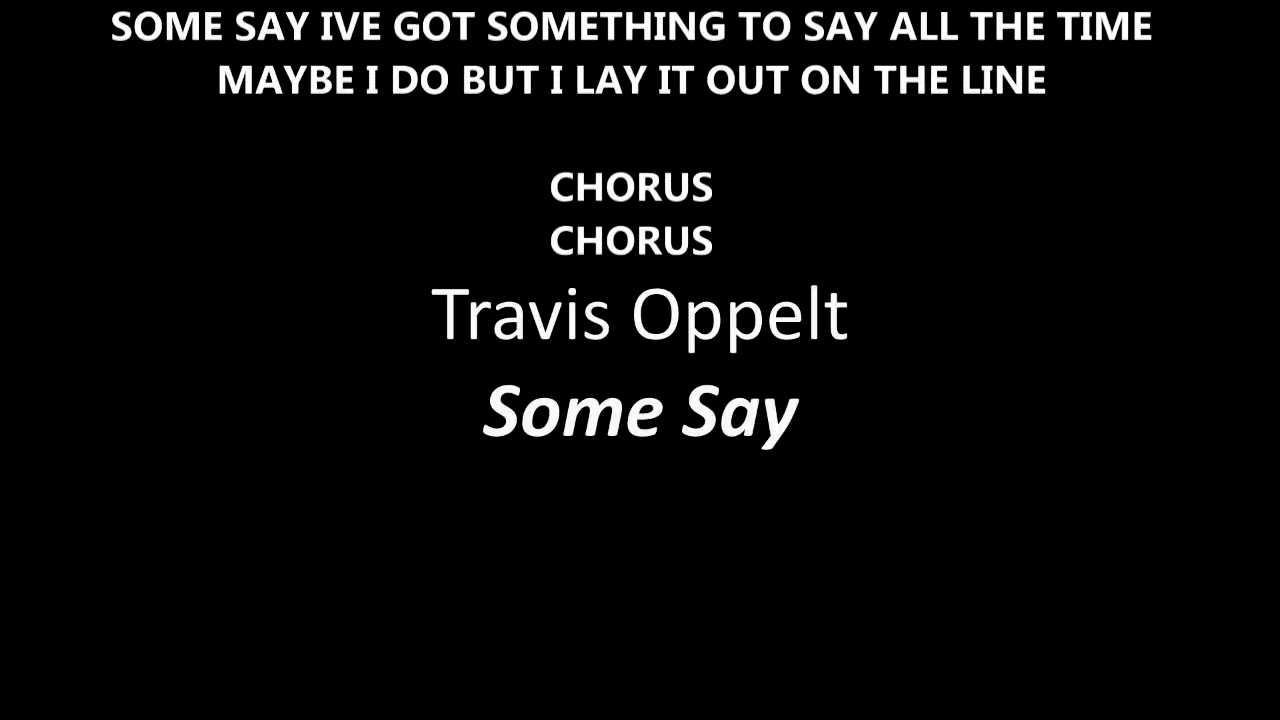 SOME SAY IVE GOT SOMETHING TO SAY ALL THE TIME
MAYBE I DO BUT I LAY IT OUT ON THE LINE
CHORUS
CHORUS
Travis Oppelt
Some Say